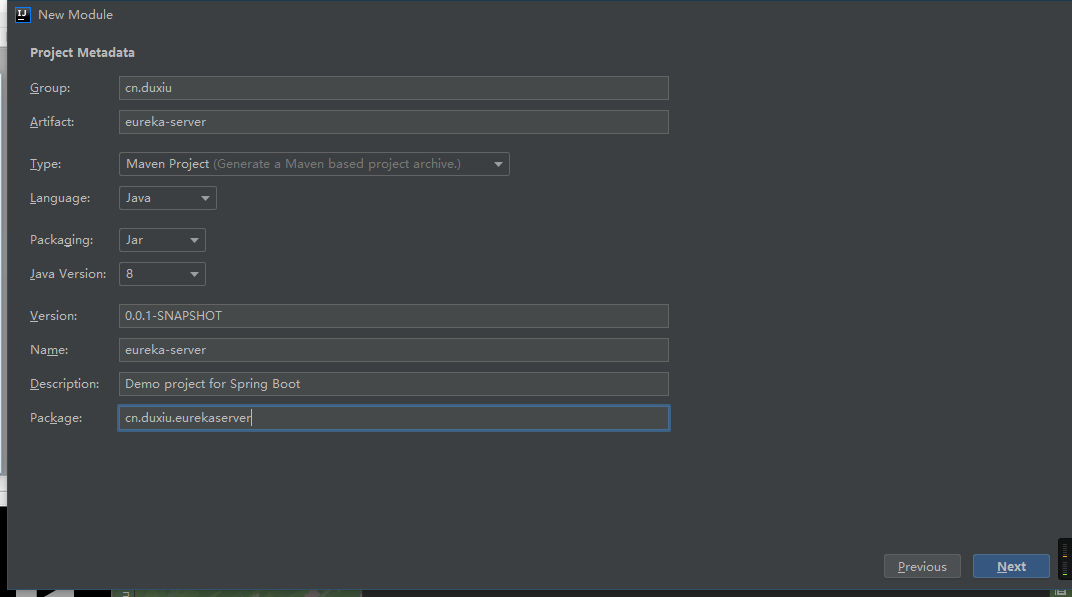 New Module
Project Metadata
Group: cn.duxiu
Artifact: eureka-server
Type: Maven Project (Generate a Maven based project archive.)
Language: Java
Packaging: Jar
Java Version: 8
Version: 0.0.1-SNAPSHOT
Name: eureka-server
Description: Demo project for Spring Boot
Package: cn.duxiu.eurekaserver
Previous Next